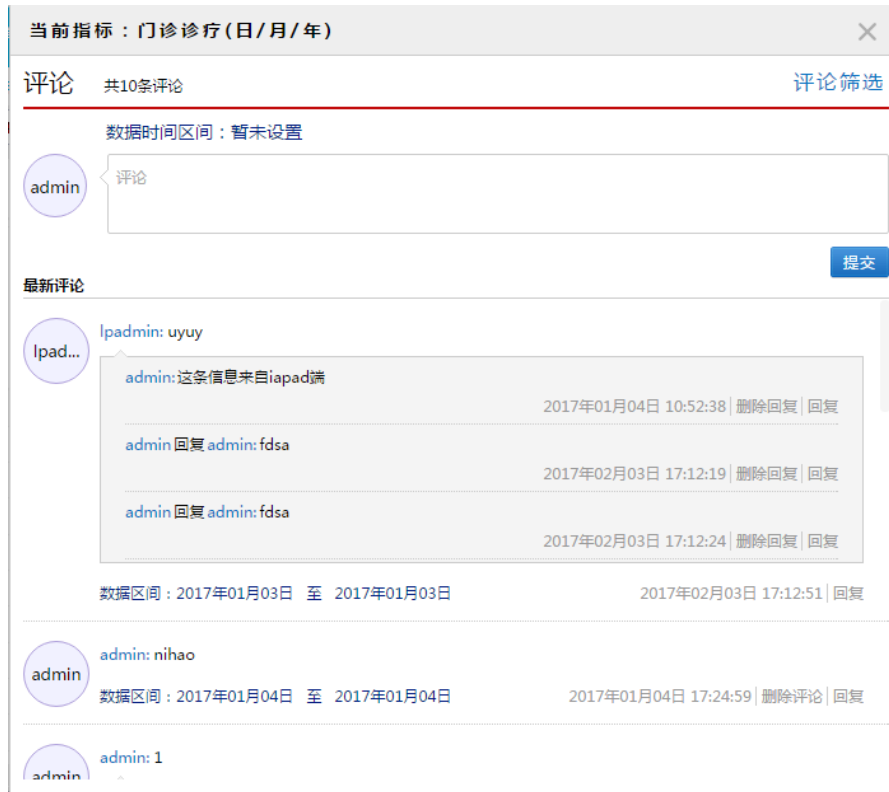 当前指标：门诊诊疗(日/月/年)
评论 共10条评论 评论筛选
数据时间区间：暂未设置
admin
评论
提交
最新评论
lpad...
lpadmin: uyuy
admin:这条信息来自iapad端
2017年01月04日 10:52:38 删除回复 回复
admin 回复 admin: fdsa
2017年02月03日 17:12:19 删除回复 回复
admin 回复 admin: fdsa
2017年02月03日 17:12:24 删除回复 回复
数据区间：2017年01月03日 至 2017年01月03日 2017年02月03日 17:12:51 回复
admin
admin: nihao
数据区间：2017年01月04日 至 2017年01月04日 2017年01月04日 17:24:59 删除评论 回复
admin: 1
admin